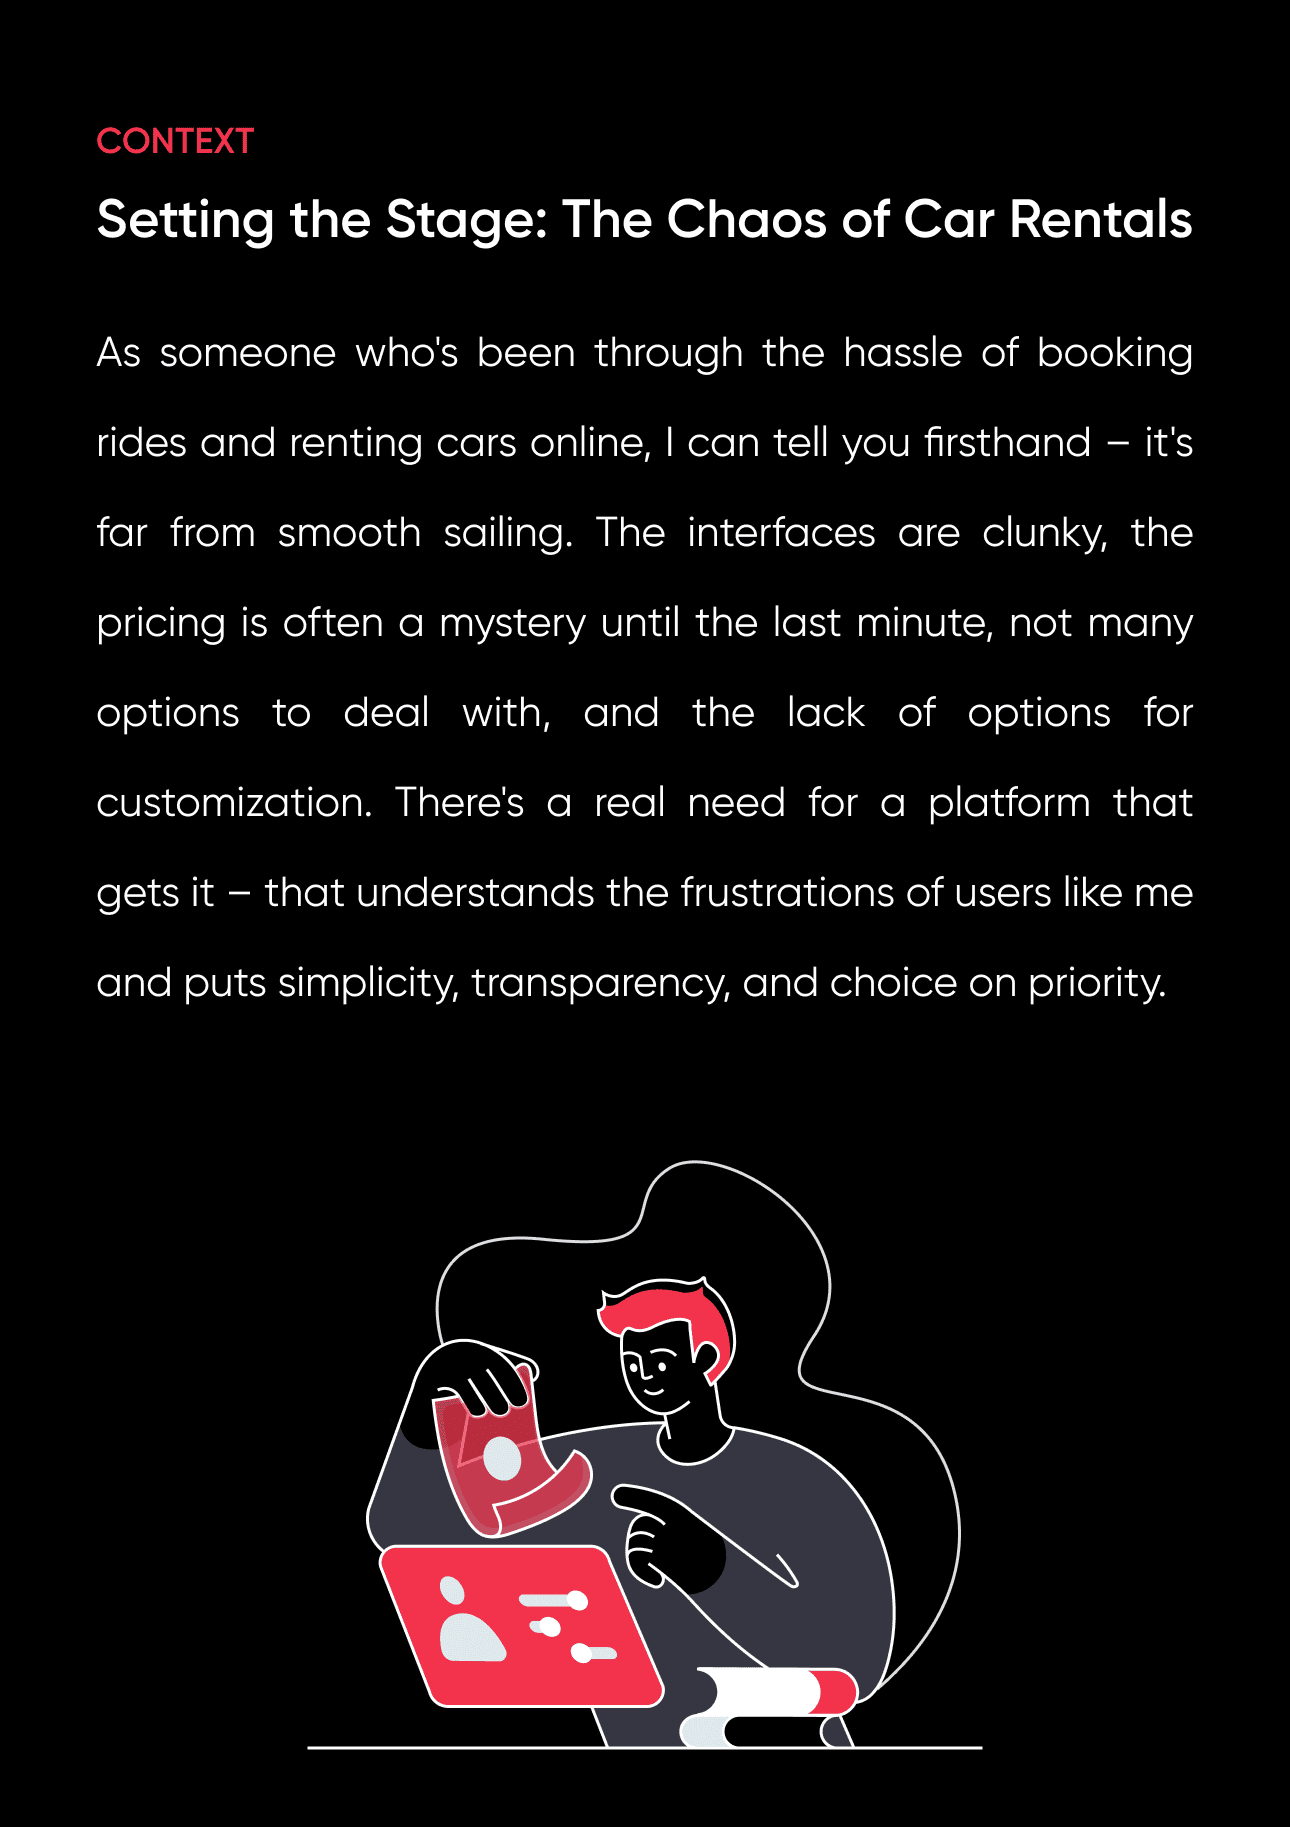 CONTEXT
Setting the Stage: The Chaos of Car Rentals
As someone who's been through the hassle of booking
rides and renting cars online, I can tell you firsthand – it's
far from smooth sailing. The interfaces are clunky, the
pricing is often a mystery until the last minute, not many
options to deal with, and the lack of options for
customization. There's a real need for a platform that
gets it – that understands the frustrations of users like me
and puts simplicity, transparency, and choice on priority.